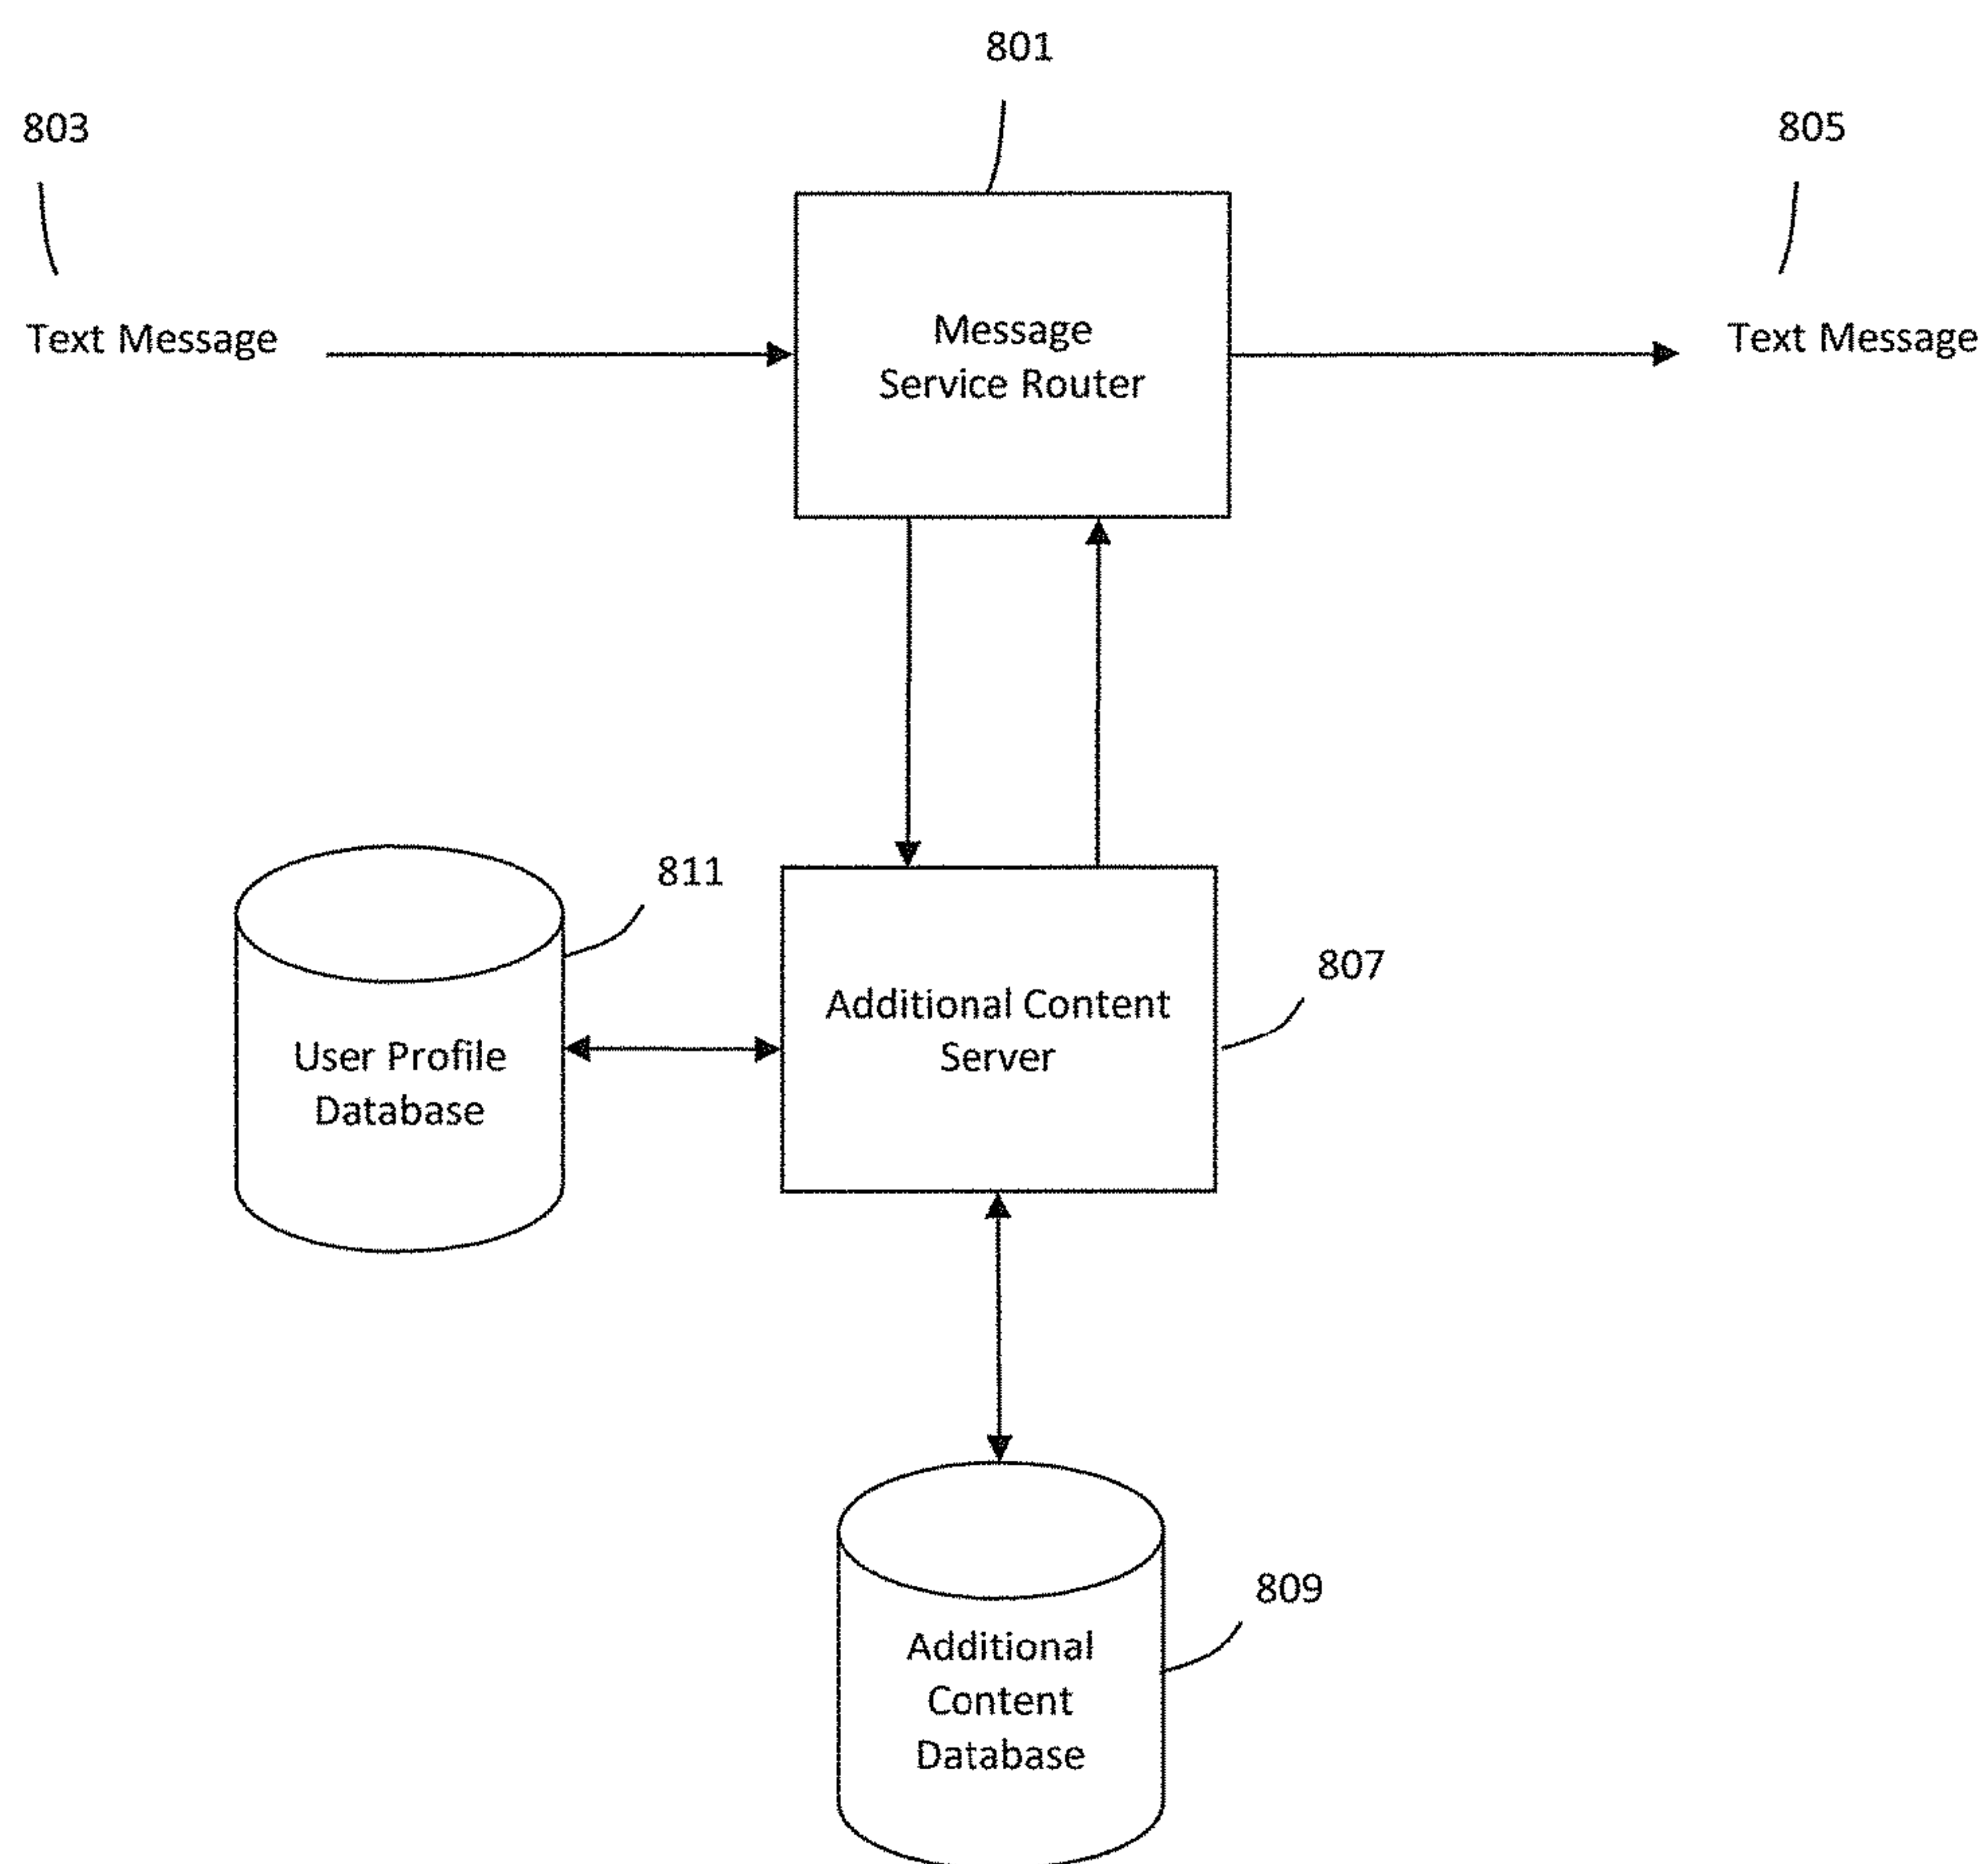 801
803
805
Text Message
Message
Service Router
Text Message
811
807
Additional Content
Server
User Profile
Database
809
Additional
Content
Database